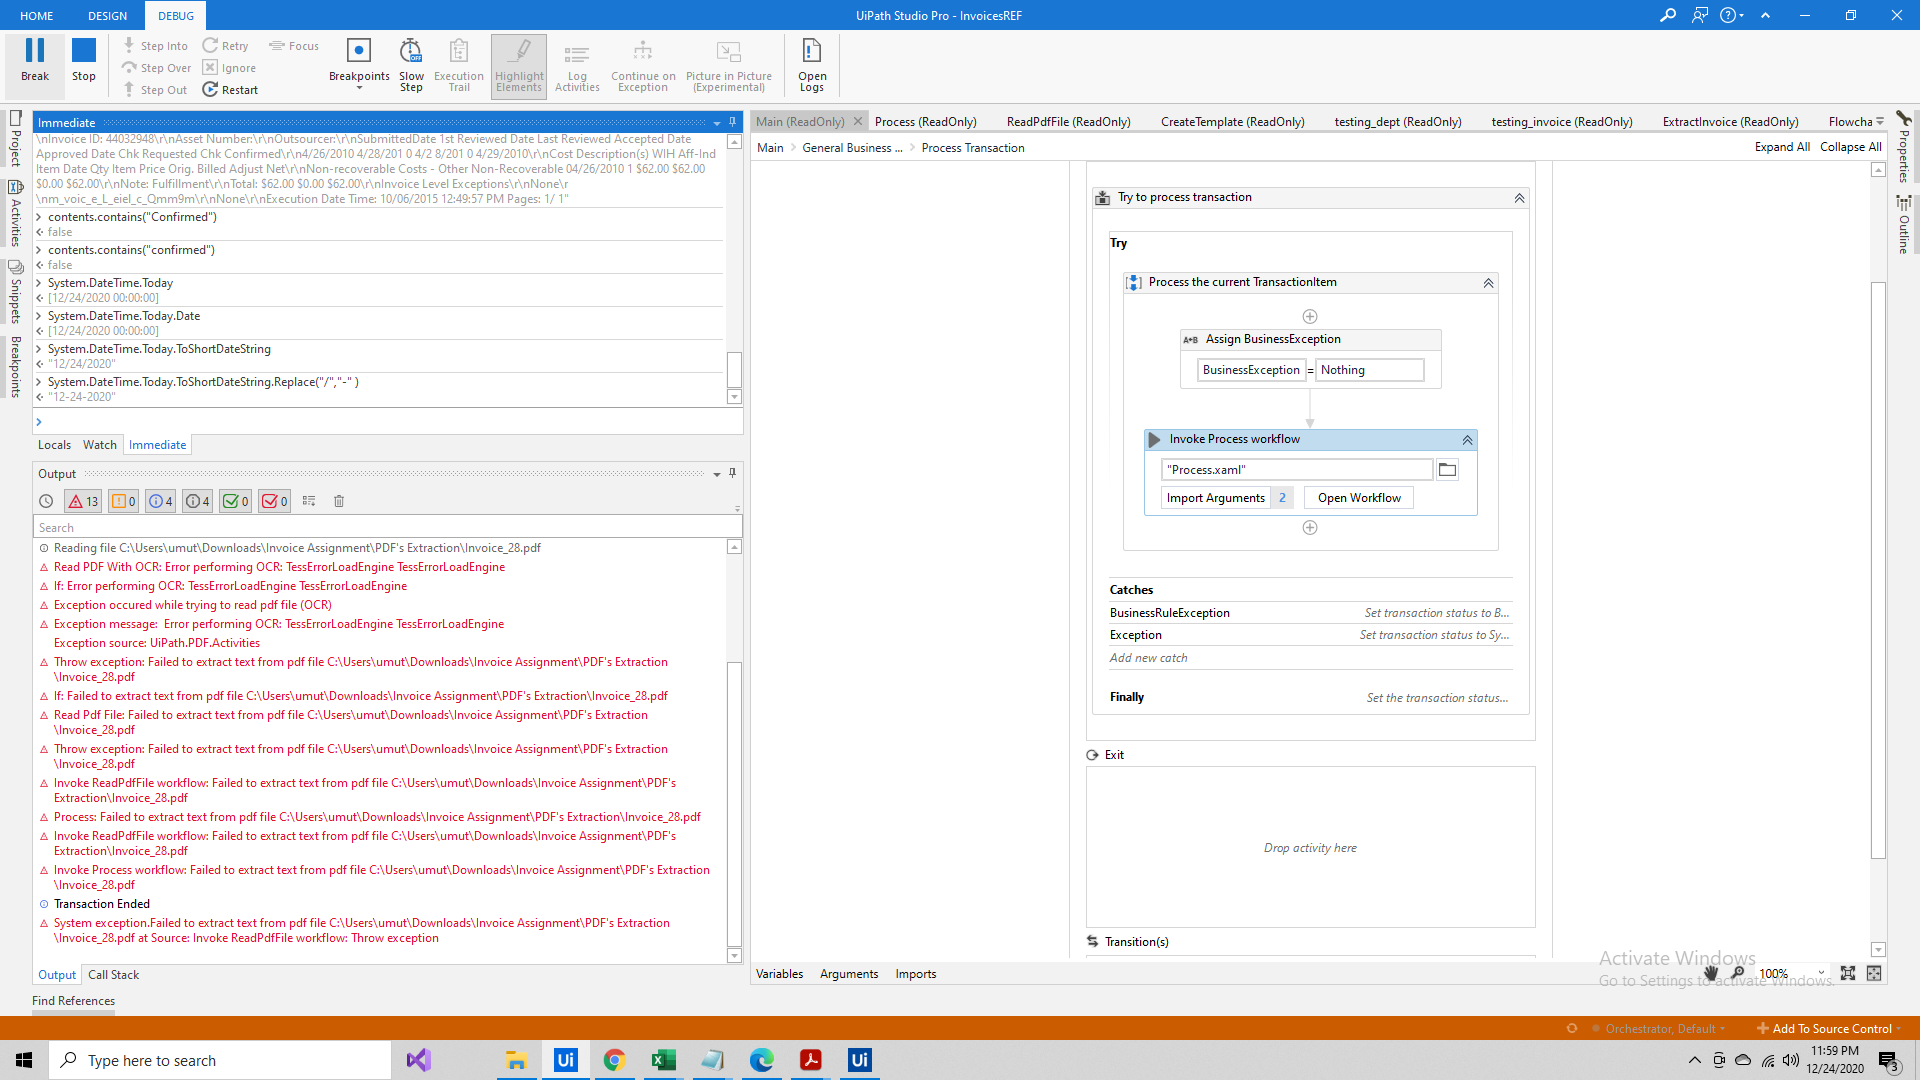 HOME DESIGN DEBUG
UiPath Studio Pro - InvoicesREF
Break
Stop
Step Into
Step Over
Step Out
Retry
Ignore
Restart
Focus
Breakpoints
Slow Step
Execution Trail
Highlight Elements
Log Activities
Continue on Exception
Picture in Picture (Experimental)
Open Logs
Project
Activities
Snippets
Breakpoints
Immediate
\nInvoice ID: 44032948\r\nAsset Number:\r\nOutsourcer:\r\nSubmittedDate 1st Reviewed Date Last Reviewed Accepted Date
Approved Date Chk Requested Chk Confirmed\r\n4/26/2010 4/28/201 0 4/2 8/201 0 4/29/2010\r\nCost Description(s) WIH Aff-Ind
Item Date Qty Item Price Orig. Billed Adjust Net\r\nNon-recoverable Costs - Other Non-Recoverable 04/26/2010 1 $62.00 $62.00
$0.00 $62.00\r\nNote: Fulfillment\r\nTotal: $62.00 $0.00 $62.00\r\nInvoice Level Exceptions\r\nNone\r
\nm_voic_e_L_eiel_c_Qmm9m\r\nNone\r\nExecution Date Time: 10/06/2015 12:49:57 PM Pages: 1/ 1"
contents.contains("Confirmed")
false
contents.contains("confirmed")
false
System.DateTime.Today
[12/24/2020 00:00:00]
System.DateTime.Today.Date
[12/24/2020 00:00:00]
System.DateTime.Today.ToShortDateString
"12/24/2020"
System.DateTime.Today.ToShortDateString.Replace("/","-" )
"12-24-2020"
Locals Watch Immediate
Output
13 0 4 4 0 0
Search
Reading file C:\Users\umut\Downloads\Invoice Assignment\PDF's Extraction\Invoice_28.pdf
Read PDF With OCR: Error performing OCR: TessErrorLoadEngine TessErrorLoadEngine
If: Error performing OCR: TessErrorLoadEngine TessErrorLoadEngine
Exception occured while trying to read pdf file (OCR)
Exception message:  Error performing OCR: TessErrorLoadEngine TessErrorLoadEngine
Exception source: UiPath.PDF.Activities
Throw exception: Failed to extract text from pdf file C:\Users\umut\Downloads\Invoice Assignment\PDF's Extraction
\Invoice_28.pdf
If: Failed to extract text from pdf file C:\Users\umut\Downloads\Invoice Assignment\PDF's Extraction\Invoice_28.pdf
Read Pdf File: Failed to extract text from pdf file C:\Users\umut\Downloads\Invoice Assignment\PDF's Extraction
\Invoice_28.pdf
Throw exception: Failed to extract text from pdf file C:\Users\umut\Downloads\Invoice Assignment\PDF's Extraction
\Invoice_28.pdf
Invoke ReadPdfFile workflow: Failed to extract text from pdf file C:\Users\umut\Downloads\Invoice Assignment\PDF's
Extraction\Invoice_28.pdf
Process: Failed to extract text from pdf file C:\Users\umut\Downloads\Invoice Assignment\PDF's Extraction\Invoice_28.pdf
Invoke ReadPdfFile workflow: Failed to extract text from pdf file C:\Users\umut\Downloads\Invoice Assignment\PDF's
Extraction\Invoice_28.pdf
Invoke Process workflow: Failed to extract text from pdf file C:\Users\umut\Downloads\Invoice Assignment\PDF's Extraction
\Invoice_28.pdf
Transaction Ended
System exception.Failed to extract text from pdf file C:\Users\umut\Downloads\Invoice Assignment\PDF's Extraction
\Invoice_28.pdf at Source: Invoke ReadPdfFile workflow: Throw exception
Output Call Stack
Find References
Main (ReadOnly) Process (ReadOnly) ReadPdfFile (ReadOnly) CreateTemplate (ReadOnly) testing_dept (ReadOnly) testing_invoice (ReadOnly) ExtractInvoice (ReadOnly) Flowcha
Main General Business ... Process Transaction
Expand All Collapse All
Try to process transaction
Try
Process the current TransactionItem
A+B Assign BusinessException
BusinessException = Nothing
Invoke Process workflow
"Process.xaml"
Import Arguments 2 Open Workflow
Catches
BusinessRuleException Set transaction status to B...
Exception Set transaction status to Sy...
Add new catch
Finally Set the transaction status...
Exit
Drop activity here
Transition(s)
Variables Arguments Imports
100%
Activate Windows
Go to Settings to activate Windows.
Properties
Outline
Orchestrator, Default
Add To Source Control
Type here to search
Ui
Ui
11:59 PM
12/24/2020
3